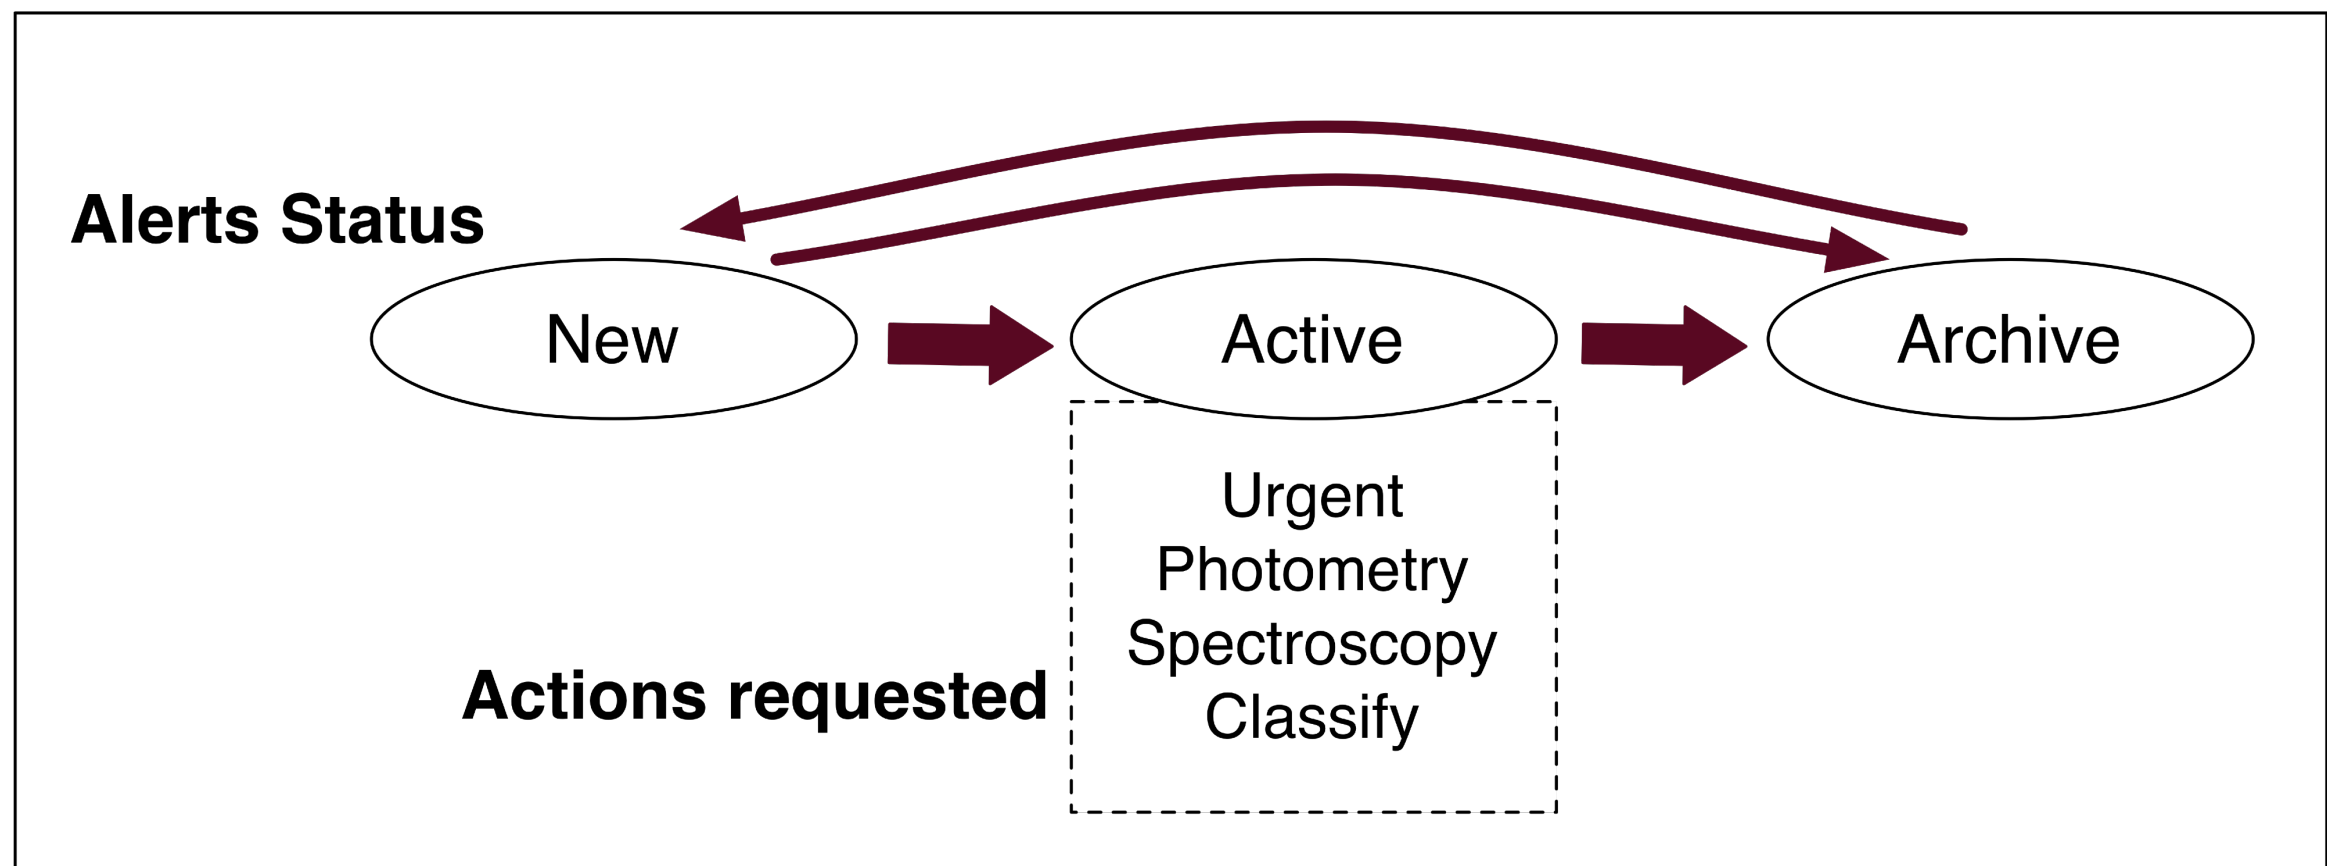 Alerts Status
New
Active
Archive
Urgent
Photometry
Spectroscopy
Classify
Actions requested